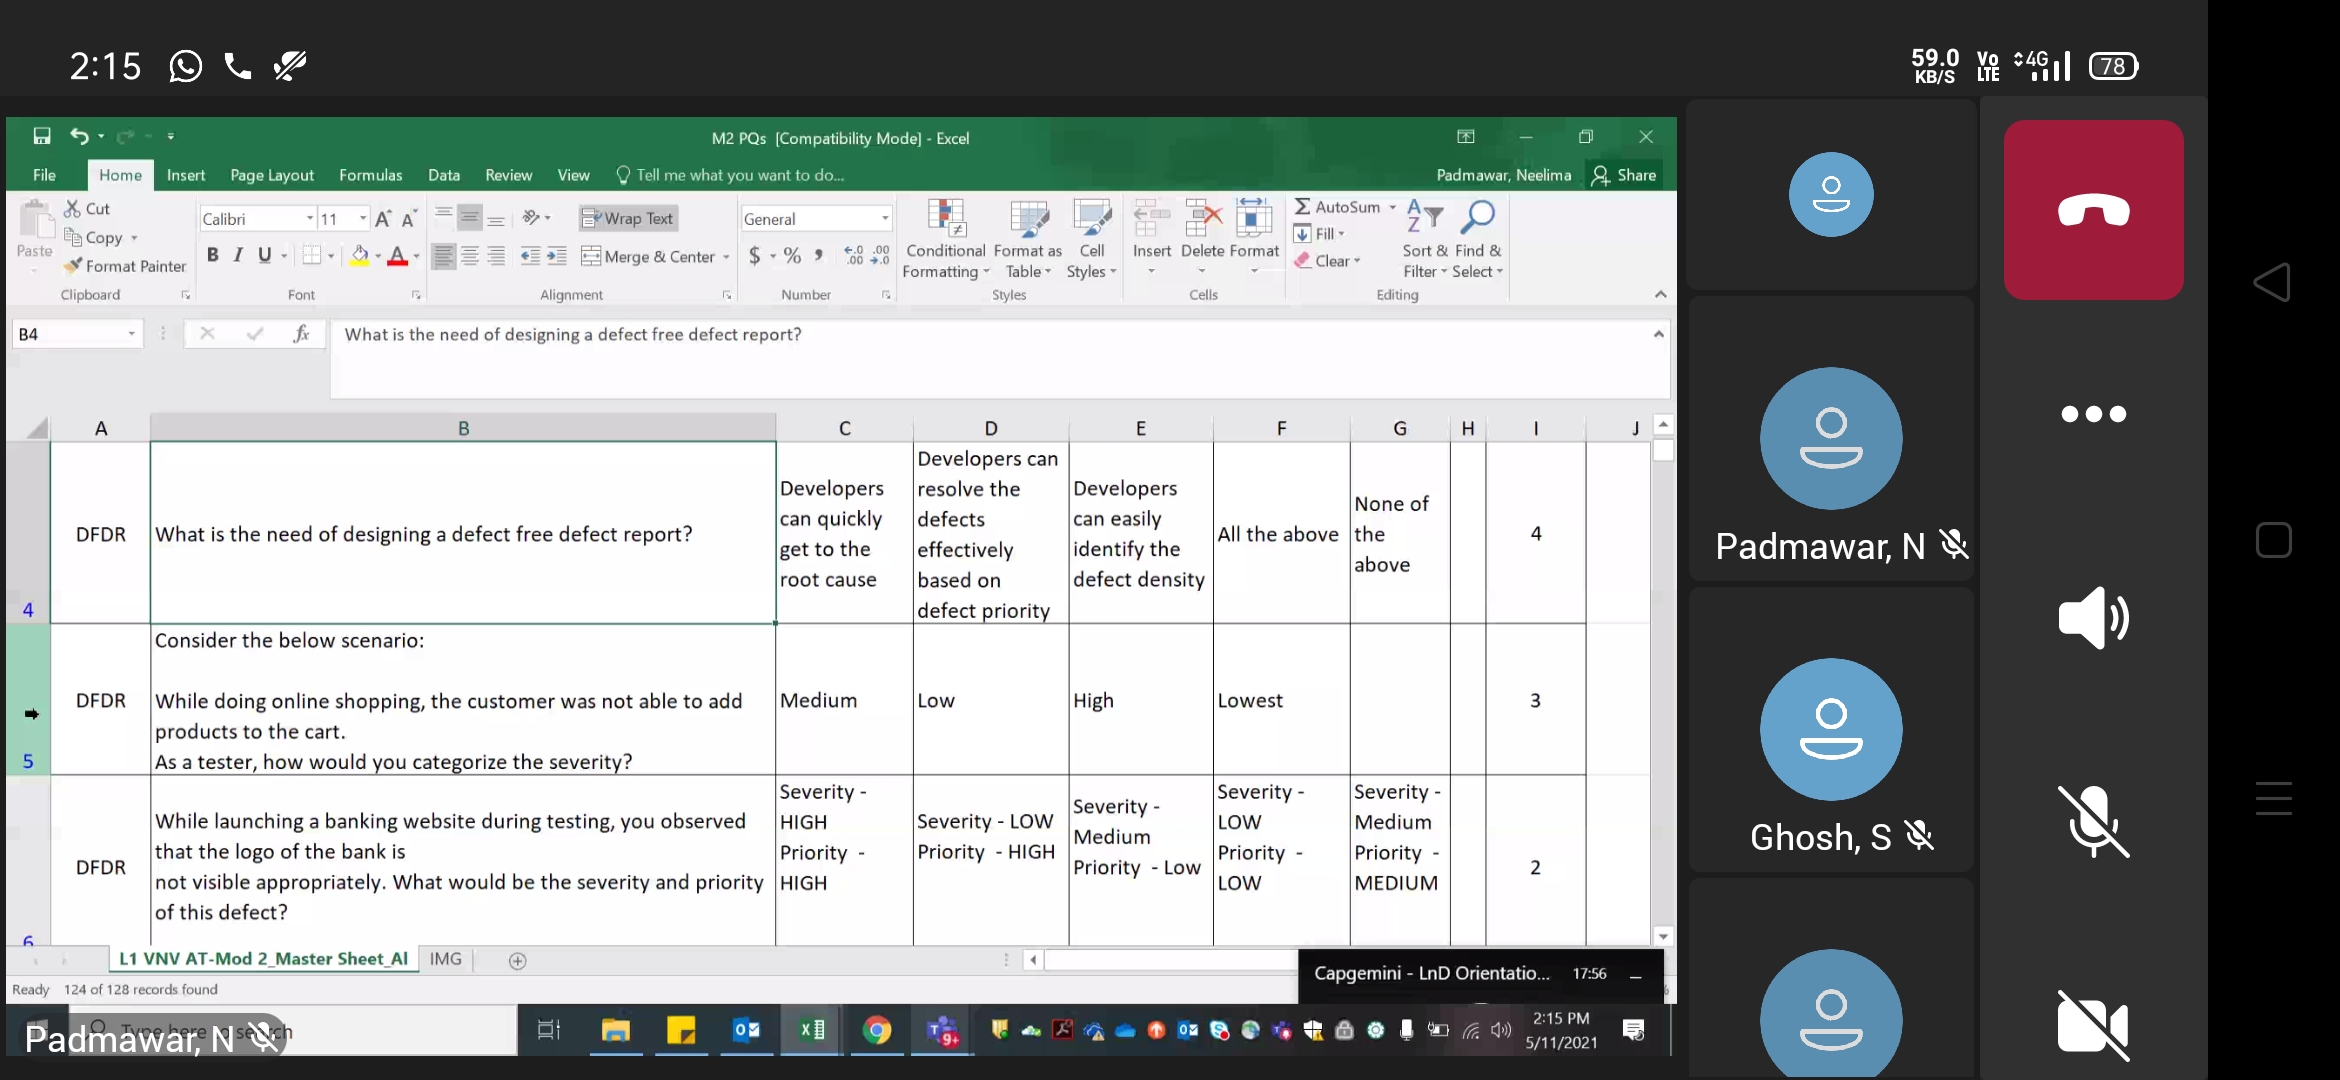 2:15
59.0
KB/S
Vo
LTE
4G
78
M2 PQs [Compatibility Mode] - Excel
File
Home
Insert
Page Layout
Formulas
Data
Review
View
Tell me what you want to do...
Padmawar, Neelima
Share
Paste
Cut
Copy
Format Painter
Clipboard
Calibri
11
B I U
Font
Wrap Text
Merge & Center
Alignment
General
$ % ,
Number
Conditional
Formatting
Format as
Table
Cell
Styles
Styles
Insert
Delete
Format
Cells
AutoSum
Fill
Clear
Sort &
Filter
Find &
Select
Editing
B4
fx
What is the need of designing a defect free defect report?
A
B
C
D
E
F
G
H
I
J
4
DFDR
What is the need of designing a defect free defect report?
Developers
can quickly
get to the
root cause
Developers can
resolve the
defects
effectively
based on
defect priority
Developers
can easily
identify the
defect density
All the above
None of
the
above
4
5
DFDR
Consider the below scenario:
While doing online shopping, the customer was not able to add
products to the cart.
As a tester, how would you categorize the severity?
Medium
Low
High
Lowest
3
6
DFDR
While launching a banking website during testing, you observed
that the logo of the bank is
not visible appropriately. What would be the severity and priority
of this defect?
Severity -
HIGH
Priority -
HIGH
Severity - LOW
Priority - HIGH
Severity -
Medium
Priority - Low
Severity -
LOW
Priority -
LOW
Severity -
Medium
Priority -
MEDIUM
2
L1 VNV AT-Mod 2_Master Sheet_Al
IMG
Ready
124 of 128 records found
Capgemini - LnD Orientatio...
17:56
Type here to search
9+
2:15 PM
5/11/2021
Padmawar, N
Padmawar, N
Ghosh, S